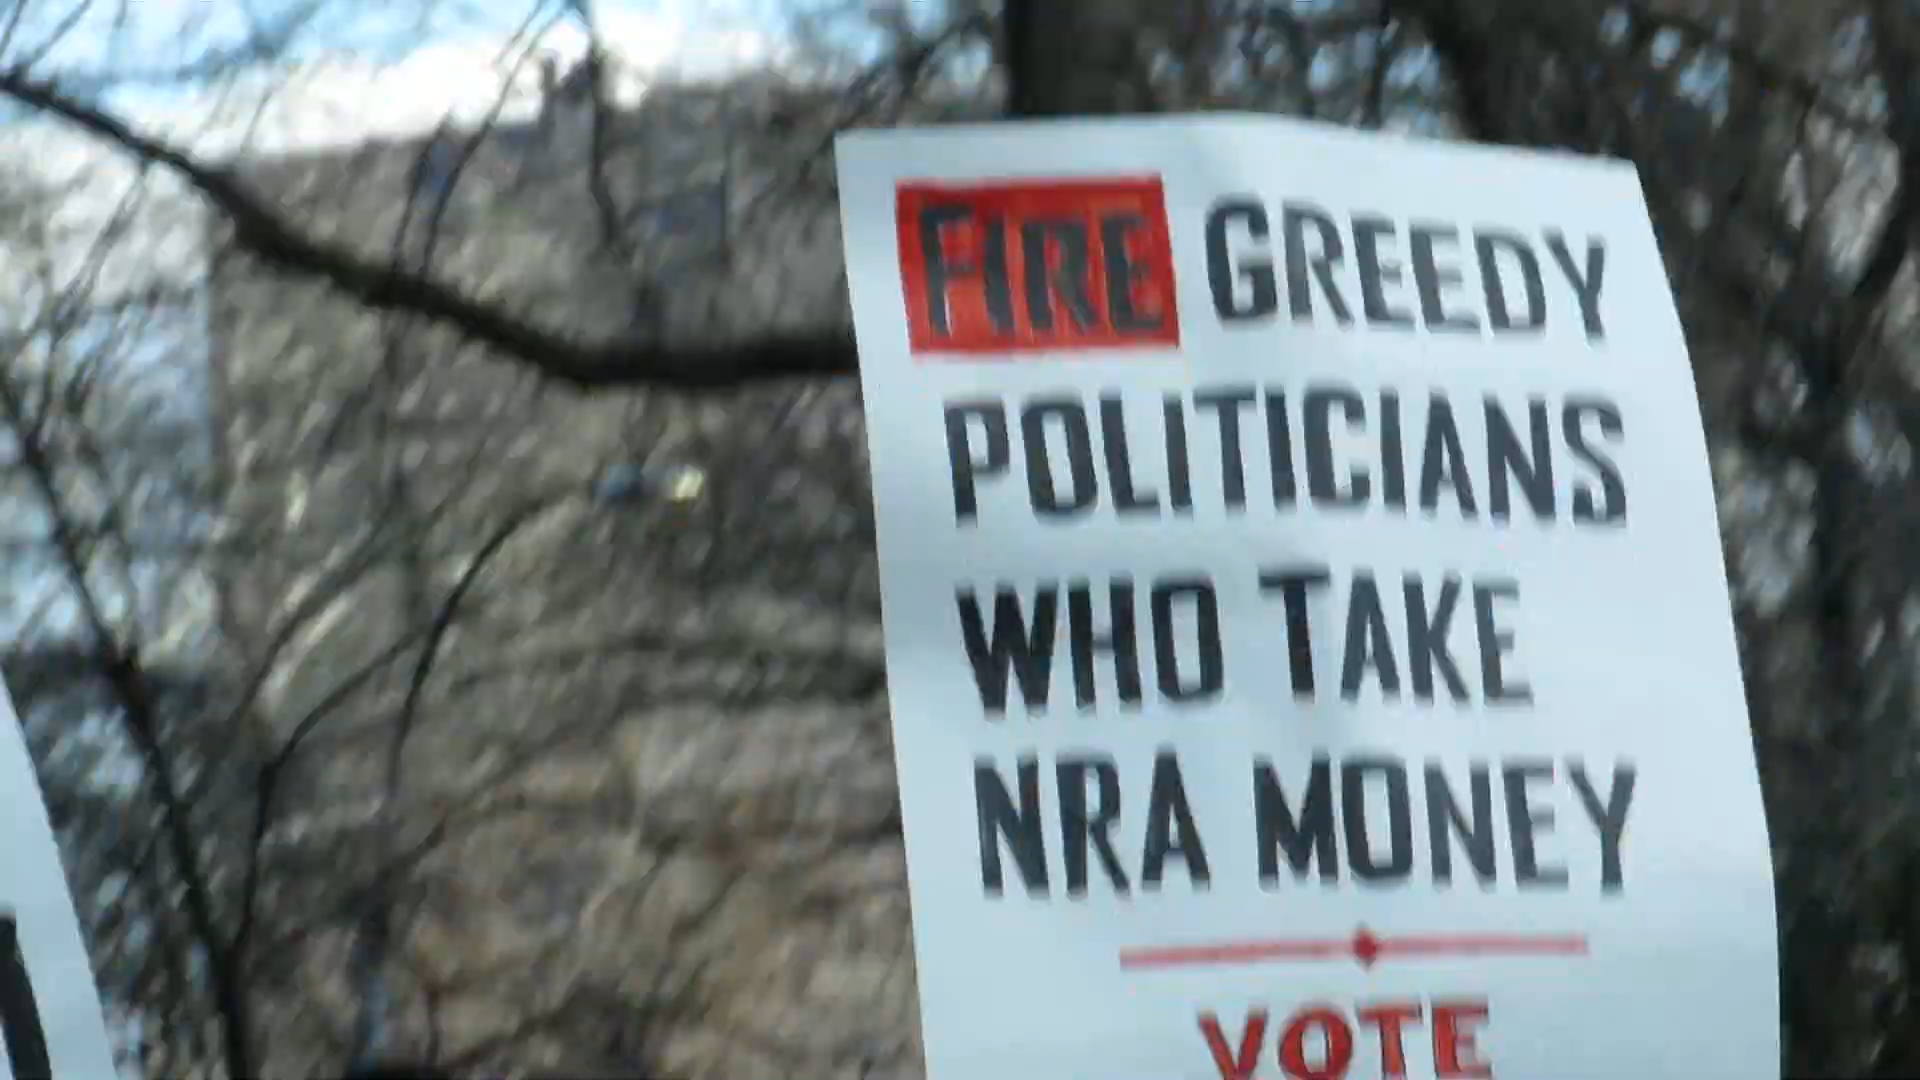 FIRE GREEDY
POLITICIANS
WHO TAKE
NRA MONEY
VOTE